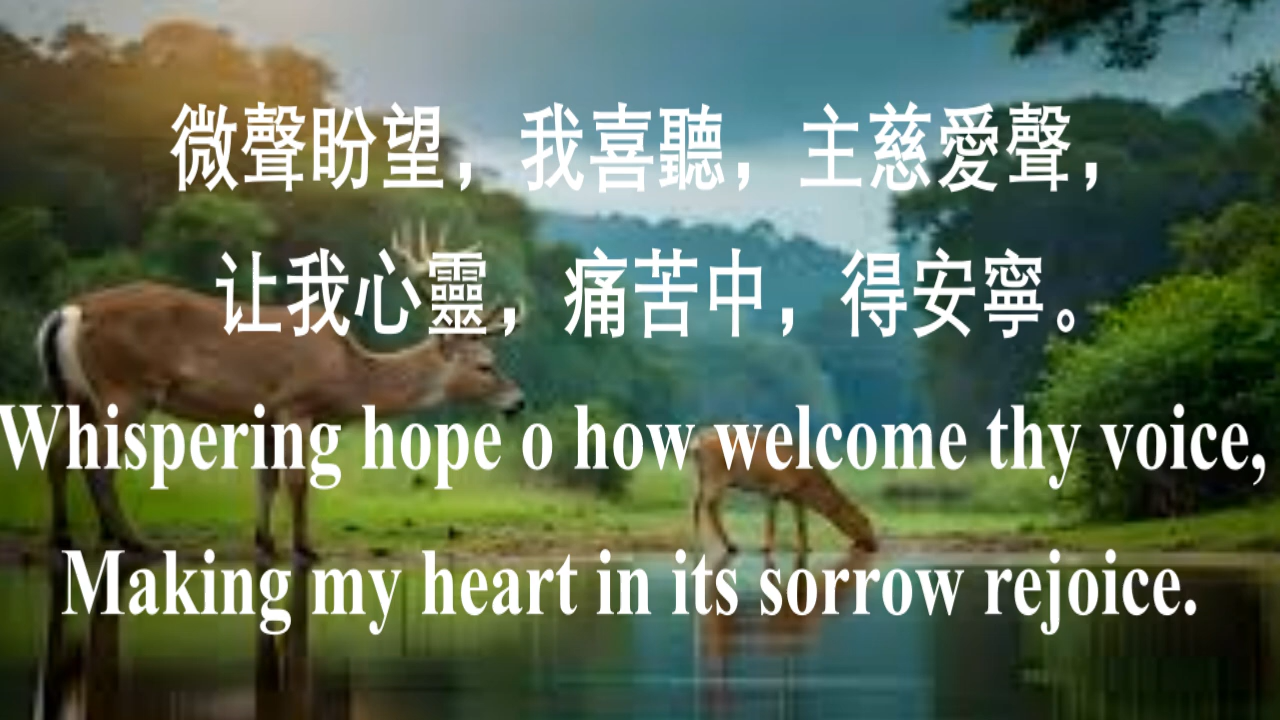 微聲盼望，我喜聽，主慈愛聲，
让我心靈，痛苦中，得安寧。
Whispering hope o how welcome thy voice,
Making my heart in its sorrow rejoice.